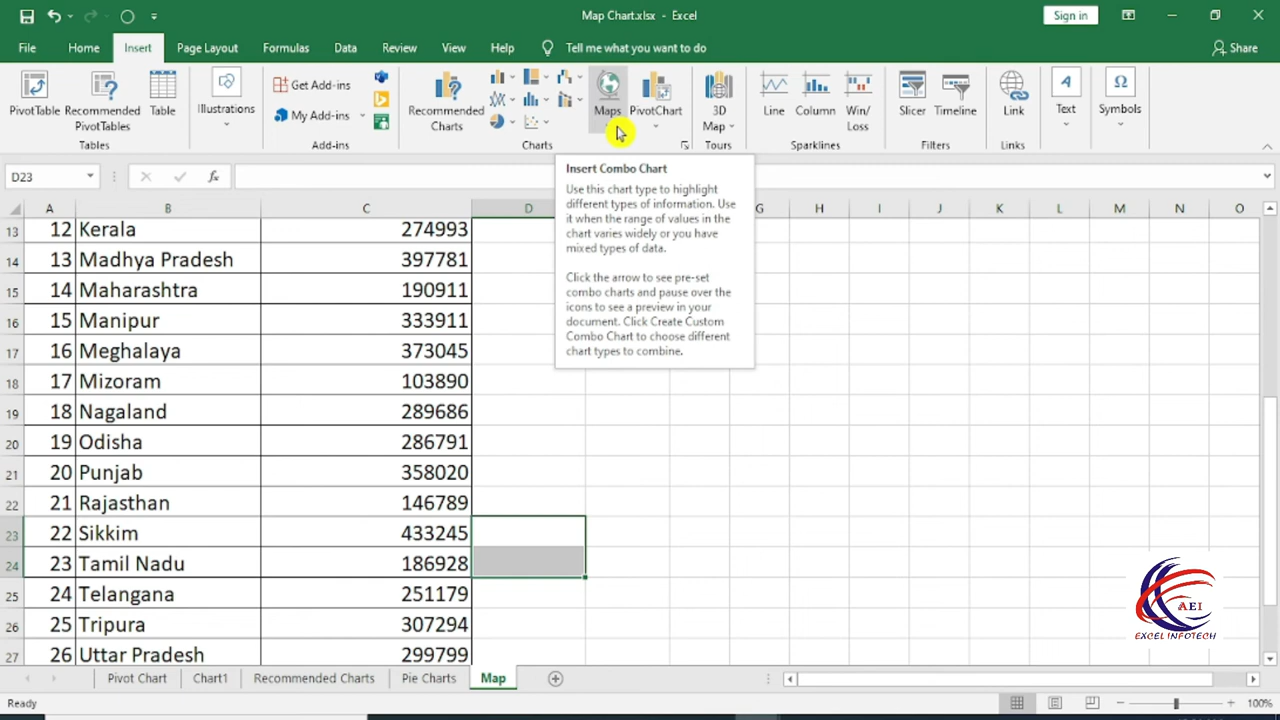 Map Chart.xlsx - Excel
Sign in
File Home Insert Page Layout Formulas Data Review View Help Tell me what you want to do Share
PivotTable
Recommended
PivotTables
Table
Tables
Illustrations
Get Add-ins
My Add-ins
Add-ins
Recommended
Charts
Maps
PivotChart
Charts
3D
Map
Tours
Line
Column
Win/
Loss
Sparklines
Slicer
Timeline
Filters
Link
Links
Text
Symbols
D23
fx
Insert Combo Chart
Use this chart type to highlight
different types of information. Use
it when the range of values in the
chart varies widely or you have
mixed types of data.
Click the arrow to see pre-set
combo charts and pause over the
icons to see a preview in your
document. Click Create Custom
Combo Chart to choose different
chart types to combine.
A B C D G H I J K L M N O
13 12 Kerala 274993
14 13 Madhya Pradesh 397781
15 14 Maharashtra 190911
16 15 Manipur 333911
17 16 Meghalaya 373045
18 17 Mizoram 103890
19 18 Nagaland 289686
20 19 Odisha 286791
21 20 Punjab 358020
22 21 Rajasthan 146789
23 22 Sikkim 433245
24 23 Tamil Nadu 186928
25 24 Telangana 251179
26 25 Tripura 307294
27 26 Uttar Pradesh 299799
AEI
EXCEL INFOTECH
Pivot Chart Chart1 Recommended Charts Pie Charts Map
Ready
100%